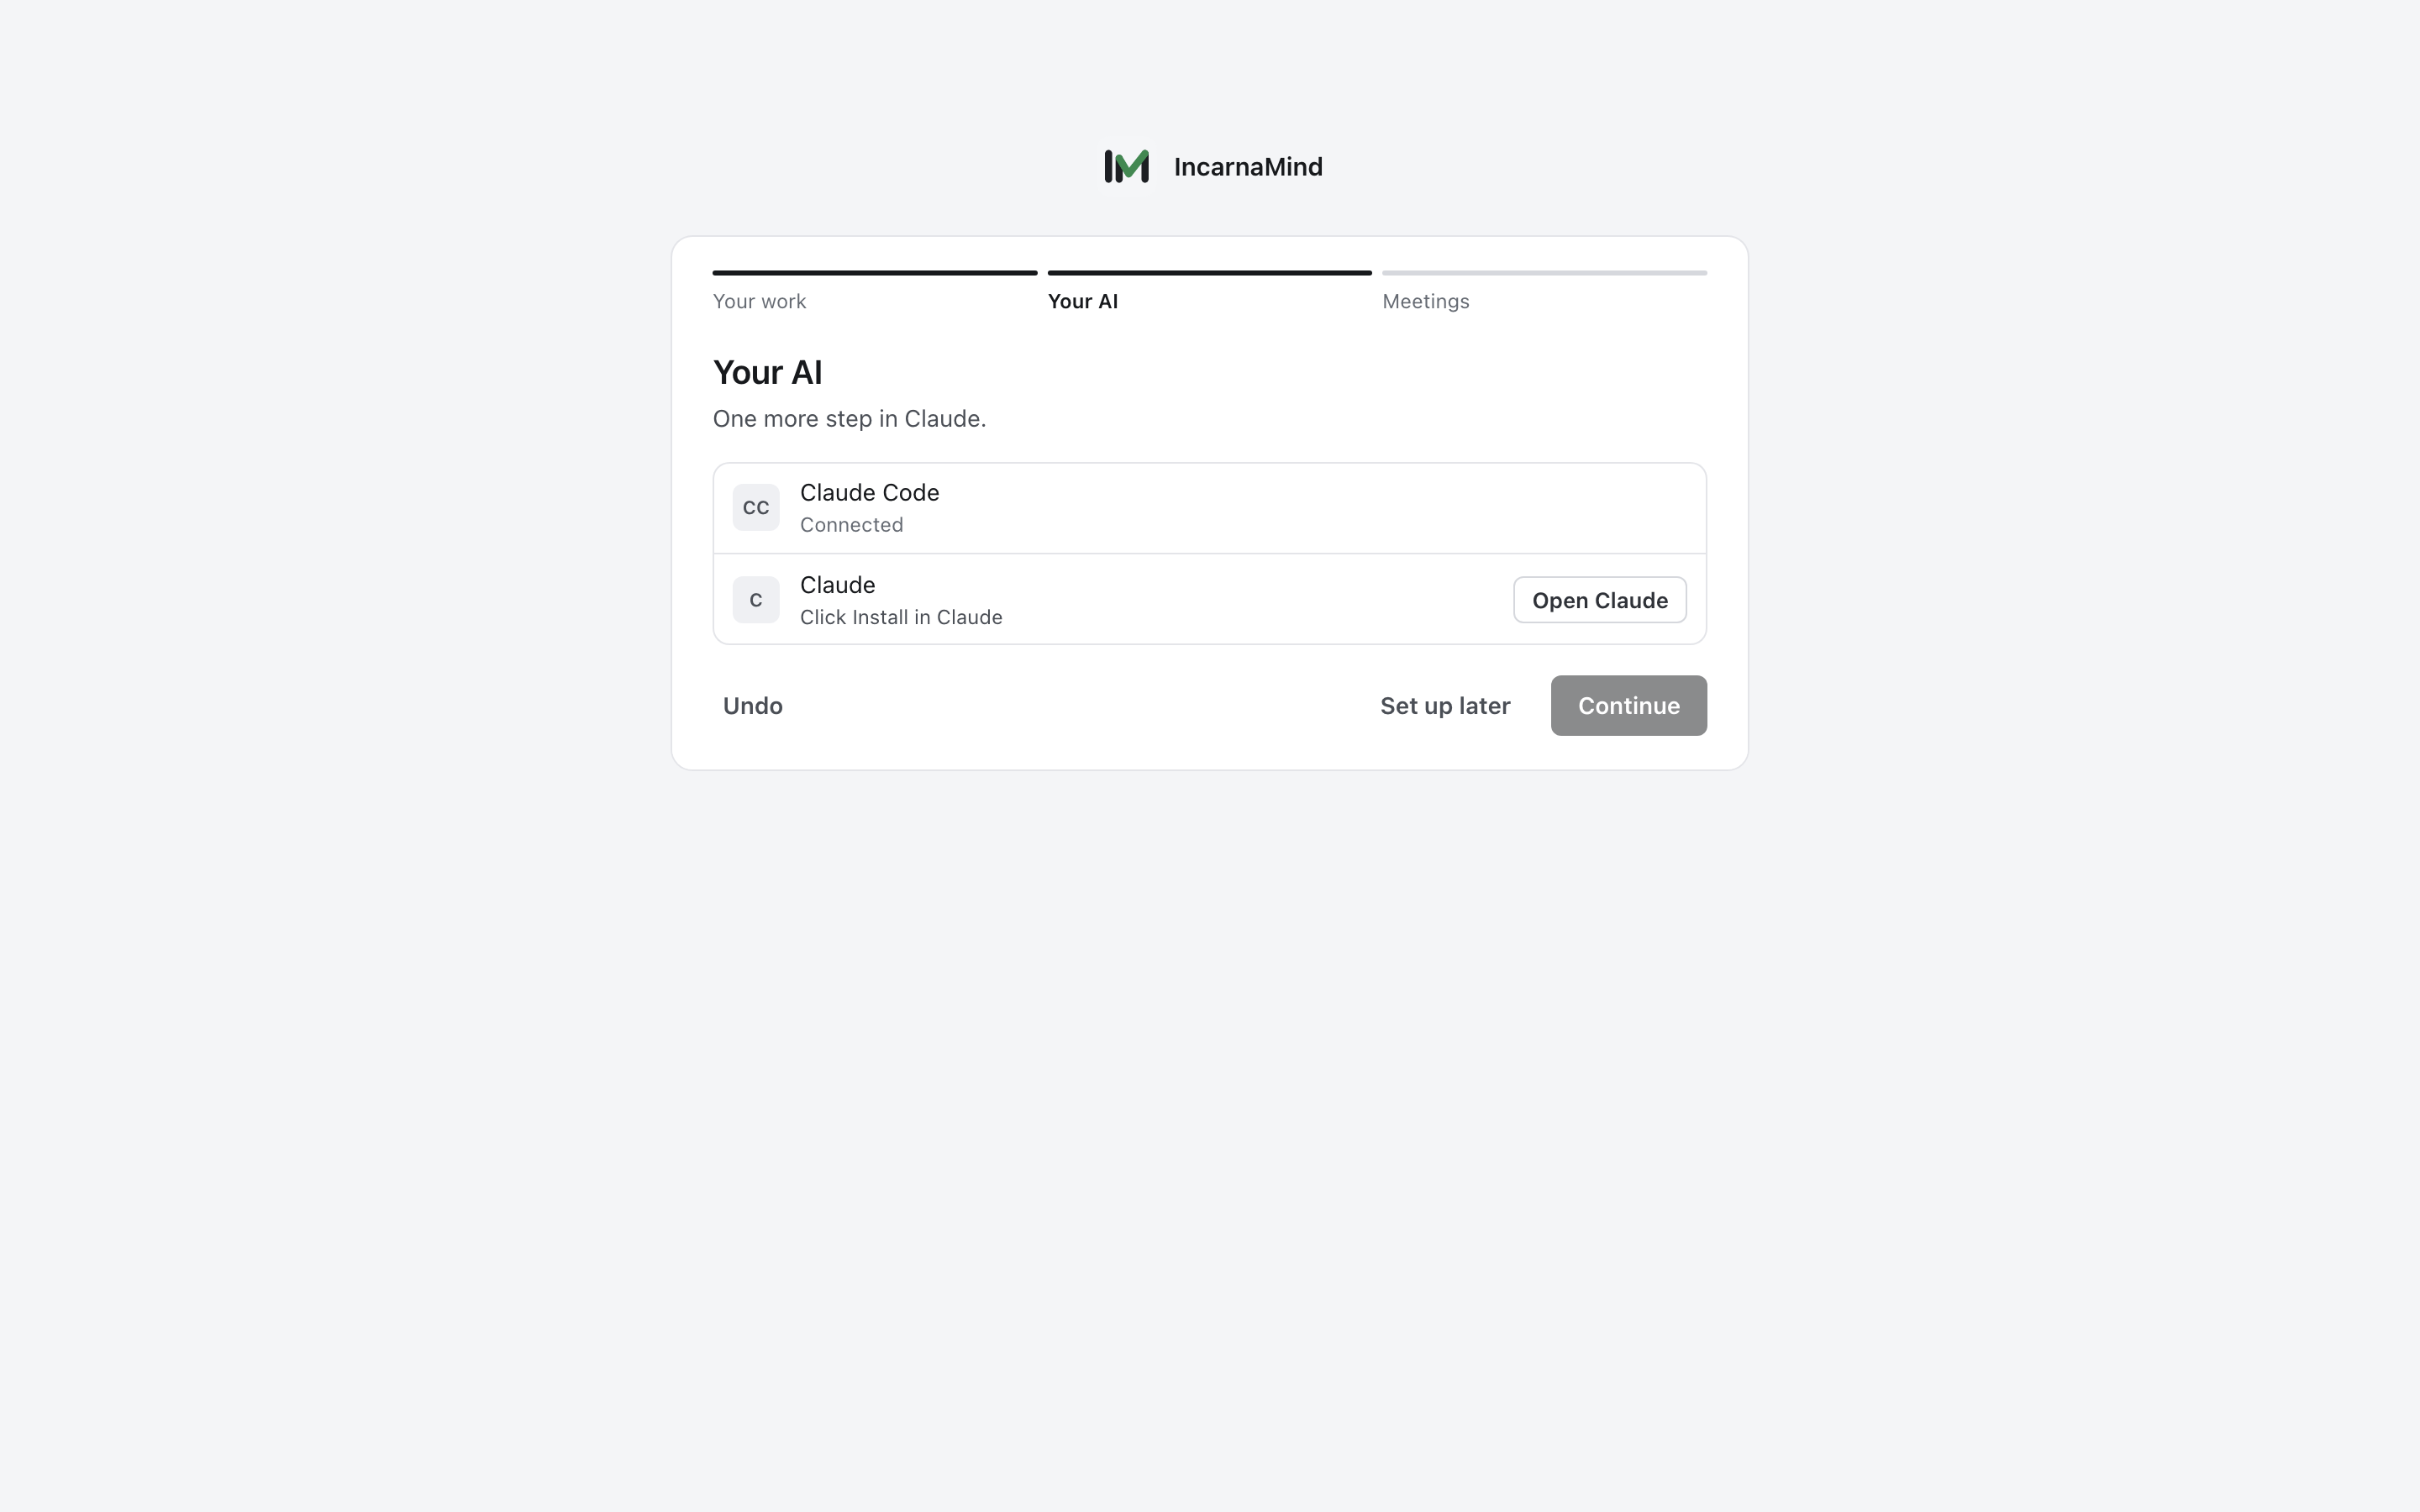 IncarnaMind
Your work
Your AI
Meetings
Your AI
One more step in Claude.
CC
Claude Code
Connected
C
Claude
Click Install in Claude
Open Claude
Undo
Set up later
Continue